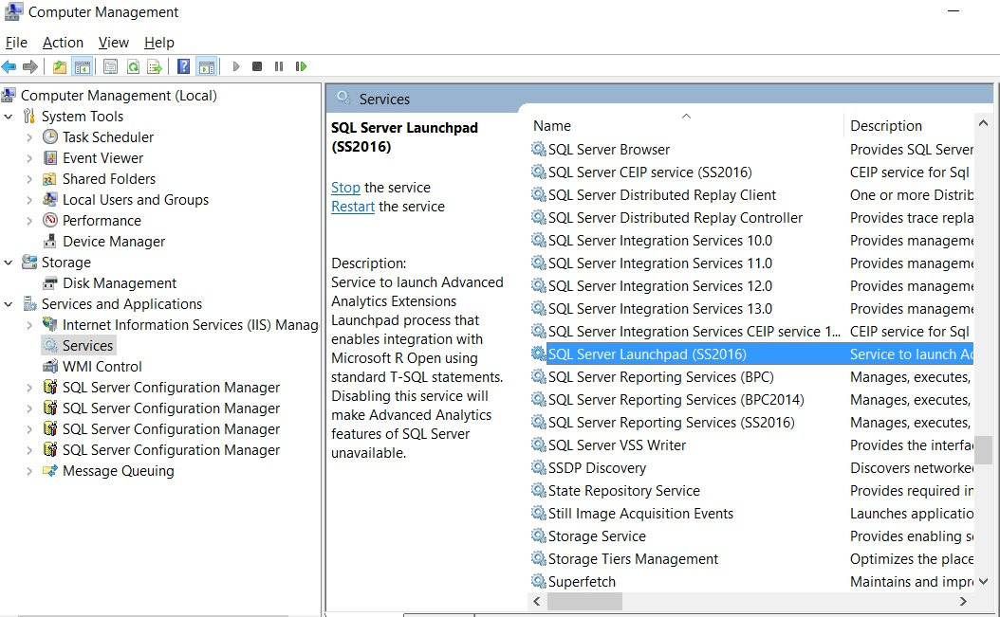 Computer Management
File Action View Help
Computer Management (Local)
System Tools
Task Scheduler
Event Viewer
Shared Folders
Local Users and Groups
Performance
Device Manager
Storage
Disk Management
Services and Applications
Internet Information Services (IIS) Manag
Services
WMI Control
SQL Server Configuration Manager
SQL Server Configuration Manager
SQL Server Configuration Manager
SQL Server Configuration Manager
Message Queuing
Services
SQL Server Launchpad
(SS2016)
Stop the service
Restart the service
Description:
Service to launch Advanced
Analytics Extensions
Launchpad process that
enables integration with
Microsoft R Open using
standard T-SQL statements.
Disabling this service will
make Advanced Analytics
features of SQL Server
unavailable.
Name Description
SQL Server Browser Provides SQL Server
SQL Server CEIP service (SS2016) CEIP service for Sql
SQL Server Distributed Replay Client One or more Distrib
SQL Server Distributed Replay Controller Provides trace repla
SQL Server Integration Services 10.0 Provides manageme
SQL Server Integration Services 11.0 Provides manageme
SQL Server Integration Services 12.0 Provides manageme
SQL Server Integration Services 13.0 Provides manageme
SQL Server Integration Services CEIP service 1... CEIP service for Sql
SQL Server Launchpad (SS2016) Service to launch Ad
SQL Server Reporting Services (BPC) Manages, executes,
SQL Server Reporting Services (BPC2014) Manages, executes,
SQL Server Reporting Services (SS2016) Manages, executes,
SQL Server VSS Writer Provides the interfa
SSDP Discovery Discovers networked
State Repository Service Provides required in
Still Image Acquisition Events Launches applicatio
Storage Service Provides enabling se
Storage Tiers Management Optimizes the place
Superfetch Maintains and impro